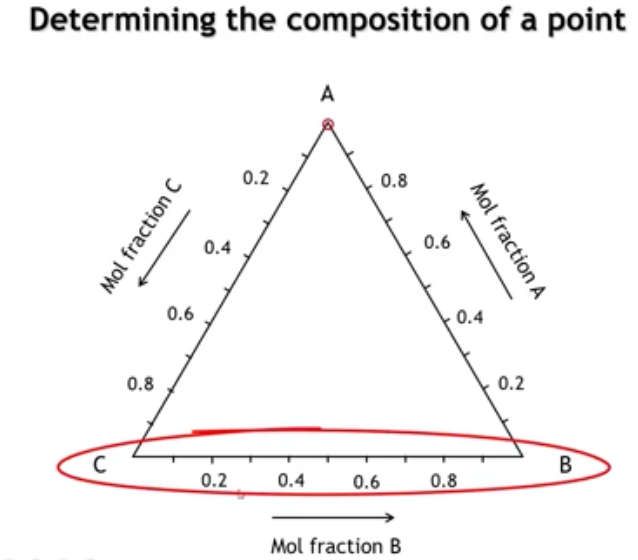 Determining the composition of a point
A
0.2
0.8
Mol fraction C
Mol fraction A
0.4
0.6
0.6
0.4
0.8
0.2
C
B
0.2 0.4 0.6 0.8
Mol fraction B